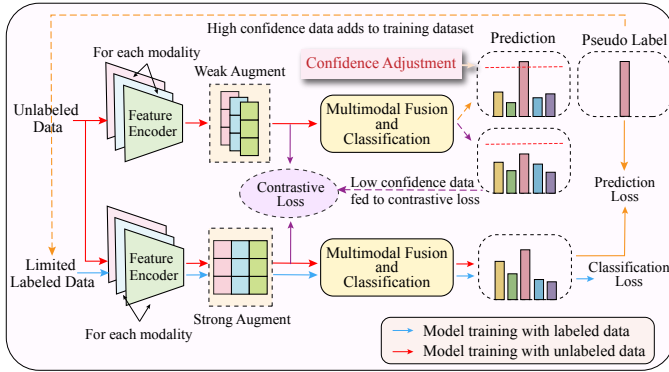 High confidence data adds to training dataset
Prediction
Pseudo Label
For each modality
Weak Augment
Confidence Adjustment
Unlabeled
Data
Feature
Encoder
Multimodal Fusion
and
Classification
Contrastive
Loss
Low confidence data
fed to contrastive loss
Prediction
Loss
Limited
Labeled Data
Feature
Encoder
Multimodal Fusion
and
Classification
Classification
Loss
For each modality
Strong Augment
Model training with labeled data
Model training with unlabeled data